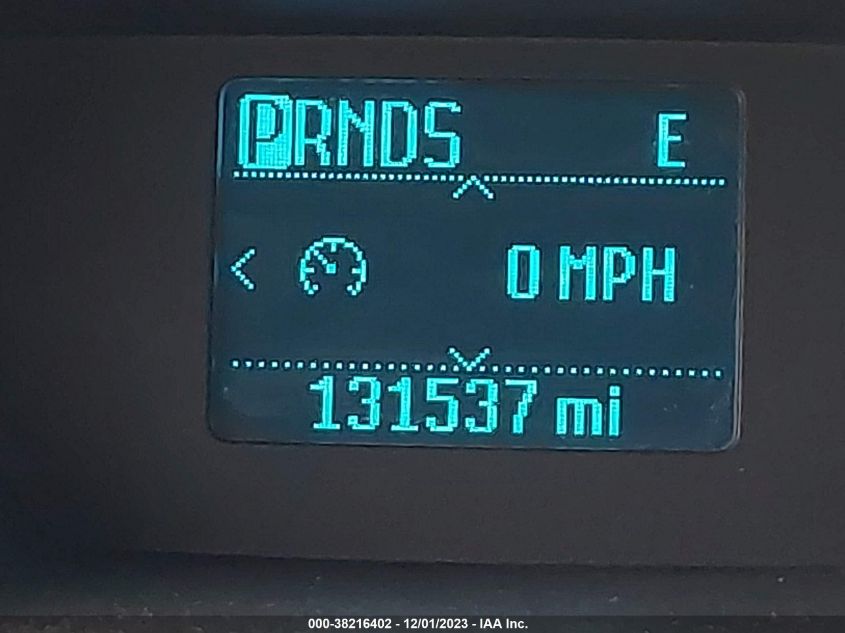 PRNDS E
0 MPH
131537 mi
000-38216402 - 12/01/2023 - IAA Inc.